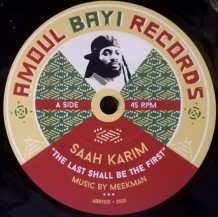 AMOUL BAYI RECORDS
A SIDE
45 RPM
SAAH KARIM
"THE LAST SHALL BE THE FIRST"
MUSIC BY MEEKMAN